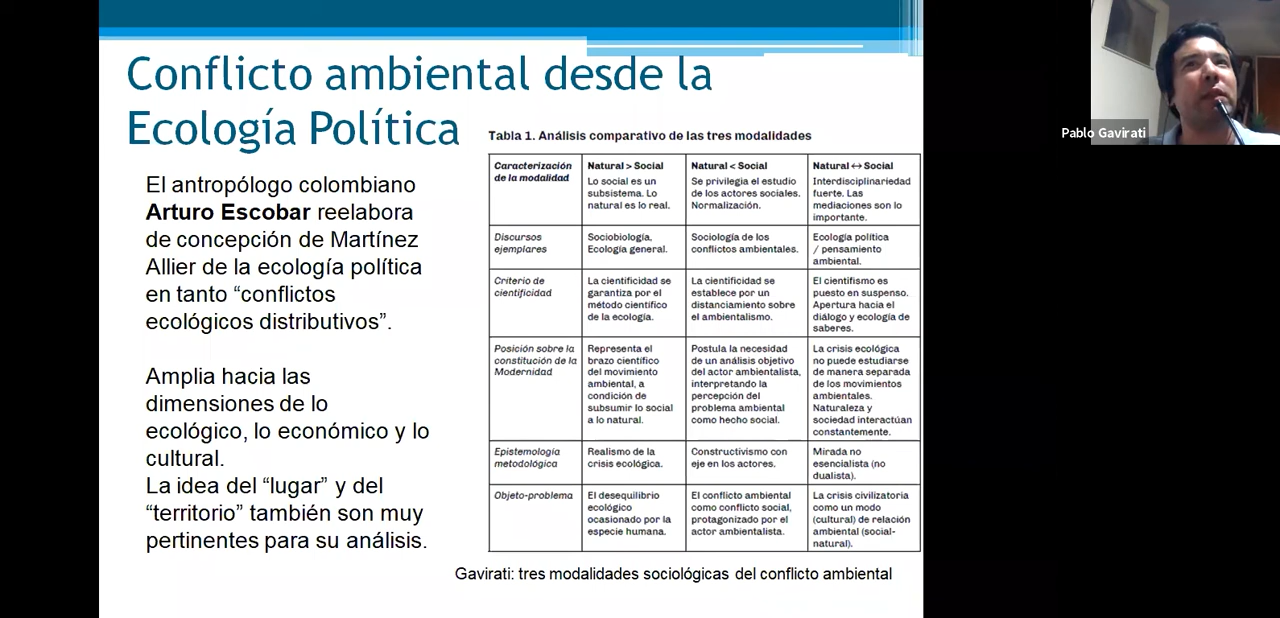 Conflicto ambiental desde la
Ecología Política
El antropólogo colombiano
Arturo Escobar reelabora
de concepción de Martínez
Allier de la ecología política
en tanto “conflictos
ecológicos distributivos”.
Amplia hacia las
dimensiones de lo
ecológico, lo económico y lo
cultural.
La idea del “lugar” y del
“territorio” también son muy
pertinentes para su análisis.
Tabla 1. Análisis comparativo de las tres modalidades
Caracterización
de la modalidad
Natural > Social
Lo social es un
subsistema. Lo
natural es lo real.
Natural < Social
Se privilegia el estudio
de los actores sociales.
Normalización.
Natural ↔ Social
Interdisciplinariedad
fuerte. Las
mediaciones son lo
importante.
Discursos
ejemplares
Sociobiología,
Ecología general.
Sociología de los
conflictos ambientales.
Ecología política
/ pensamiento
ambiental.
Criterio de
cientificidad
La cientificidad se
garantiza por el
método científico
de la ecología.
La cientificidad se
establece por un
distanciamiento sobre
el ambientalismo.
El cientifismo es
puesto en suspenso.
Apertura hacia el
diálogo y ecología de
saberes.
Posición sobre la
constitución de la
Modernidad
Representa el
brazo científico
del movimiento
ambiental, a
condición de
subsumir lo social
a lo natural.
Postula la necesidad
de un análisis objetivo
del actor ambientalista,
interpretando la
percepción del
problema ambiental
como hecho social.
La crisis ecológica
no puede estudiarse
de manera separada
de los movimientos
ambientales.
Naturaleza y
sociedad interactúan
constantemente.
Epistemología
metodológica
Realismo de la
crisis ecológica.
Constructivismo con
eje en los actores.
Mirada no
esencialista (no
dualista).
Objeto-problema
El desequilibrio
ecológico
ocasionado por la
especie humana.
El conflicto ambiental
como conflicto social,
protagonizado por el
actor ambientalista.
La crisis civilizatoria
como un modo
(cultural) de relación
ambiental (social-
natural).
Gavirati: tres modalidades sociológicas del conflicto ambiental
Pablo Gavirati